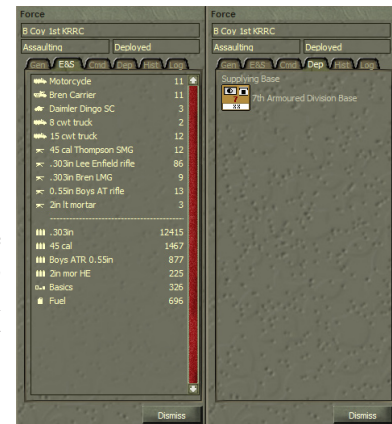 Force
B Coy 1st KRRC
Assaulting Deployed
Gen E&S Cmd Dep Hist Log
Motorcycle 11
Bren Carrier 11
Daimler Dingo SC 3
8 cwt truck 2
15 cwt truck 12
45 cal Thompson SMG 12
.303in Lee Enfield rifle 86
.303in Bren LMG 9
0.55in Boys AT rifle 13
2in lt mortar 3
.303in 12415
45 cal 1467
Boys ATR 0.55in 877
2in mor HE 225
Basics 326
Fuel 696
Dismiss
Force
B Coy 1st KRRC
Assaulting Deployed
Gen E&S Cmd Dep Hist Log
Supplying Base
7
XX
7th Armoured Division Base
Dismiss